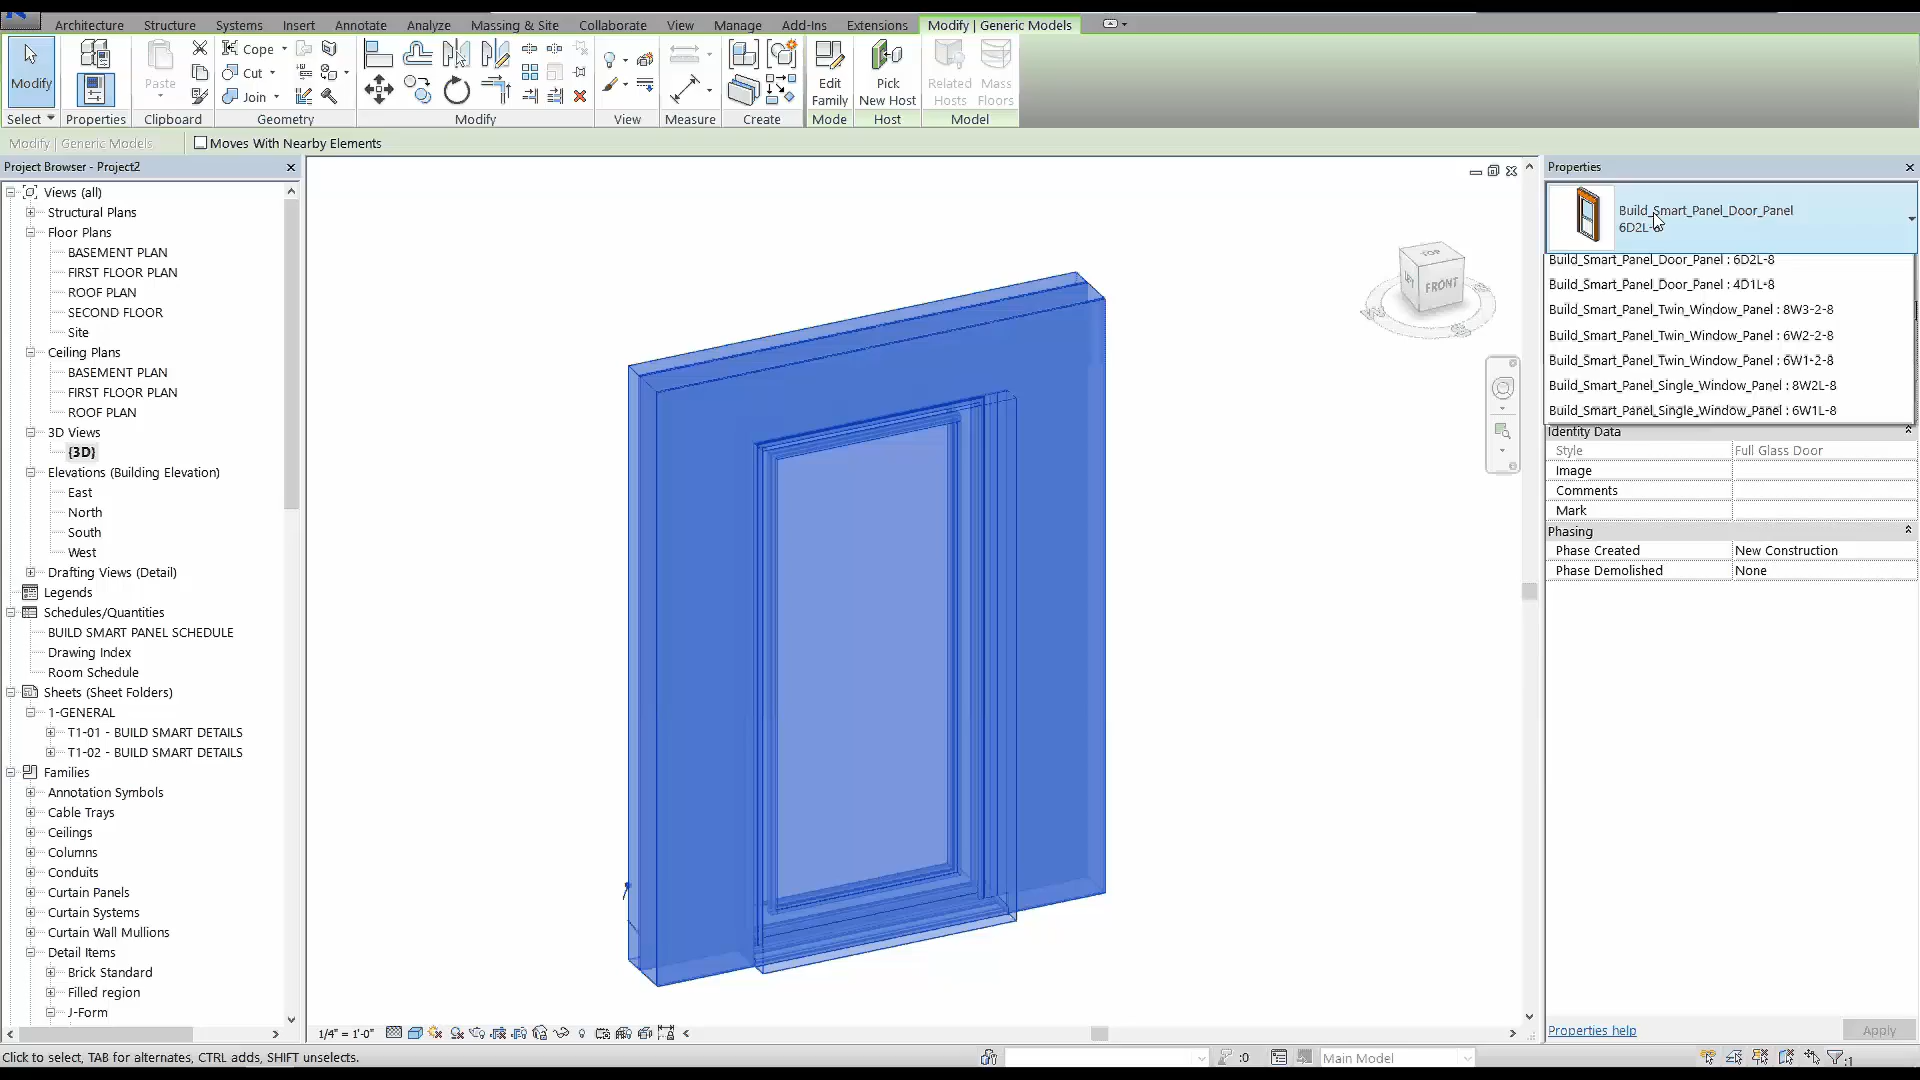 Architecture Structure Systems Insert Annotate Analyze Massing & Site Collaborate View Manage Add-Ins Extensions Modify | Generic Models
Modify
Paste
Cope
Cut
Join
Edit Family
Pick New Host
Related Hosts
Mass Floors
Select Properties Clipboard Geometry Modify View Measure Create Mode Host Model
Modify | Generic Models Moves With Nearby Elements
Project Browser - Project2
Views (all)
Structural Plans
Floor Plans
BASEMENT PLAN
FIRST FLOOR PLAN
ROOF PLAN
SECOND FLOOR
Site
Ceiling Plans
BASEMENT PLAN
FIRST FLOOR PLAN
ROOF PLAN
3D Views
{3D}
Elevations (Building Elevation)
East
North
South
West
Drafting Views (Detail)
Legends
Schedules/Quantities
BUILD SMART PANEL SCHEDULE
Drawing Index
Room Schedule
Sheets (Sheet Folders)
1-GENERAL
T1-01 - BUILD SMART DETAILS
T1-02 - BUILD SMART DETAILS
Families
Annotation Symbols
Cable Trays
Ceilings
Columns
Conduits
Curtain Panels
Curtain Systems
Curtain Wall Mullions
Detail Items
Brick Standard
Filled region
J-Form
TOP
FRONT
1/4" = 1'-0"
Properties
Build_Smart_Panel_Door_Panel
6D2L-
Build_Smart_Panel_Door_Panel : 6D2L-8
Build_Smart_Panel_Door_Panel : 4D1L-8
Build_Smart_Panel_Twin_Window_Panel : 8W3-2-8
Build_Smart_Panel_Twin_Window_Panel : 6W2-2-8
Build_Smart_Panel_Twin_Window_Panel : 6W1-2-8
Build_Smart_Panel_Single_Window_Panel : 8W2L-8
Build_Smart_Panel_Single_Window_Panel : 6W1L-8
Identity Data
Style Full Glass Door
Image
Comments
Mark
Phasing
Phase Created New Construction
Phase Demolished None
Properties help Apply
Click to select, TAB for alternates, CTRL adds, SHIFT unselects.
:0
Main Model
:1